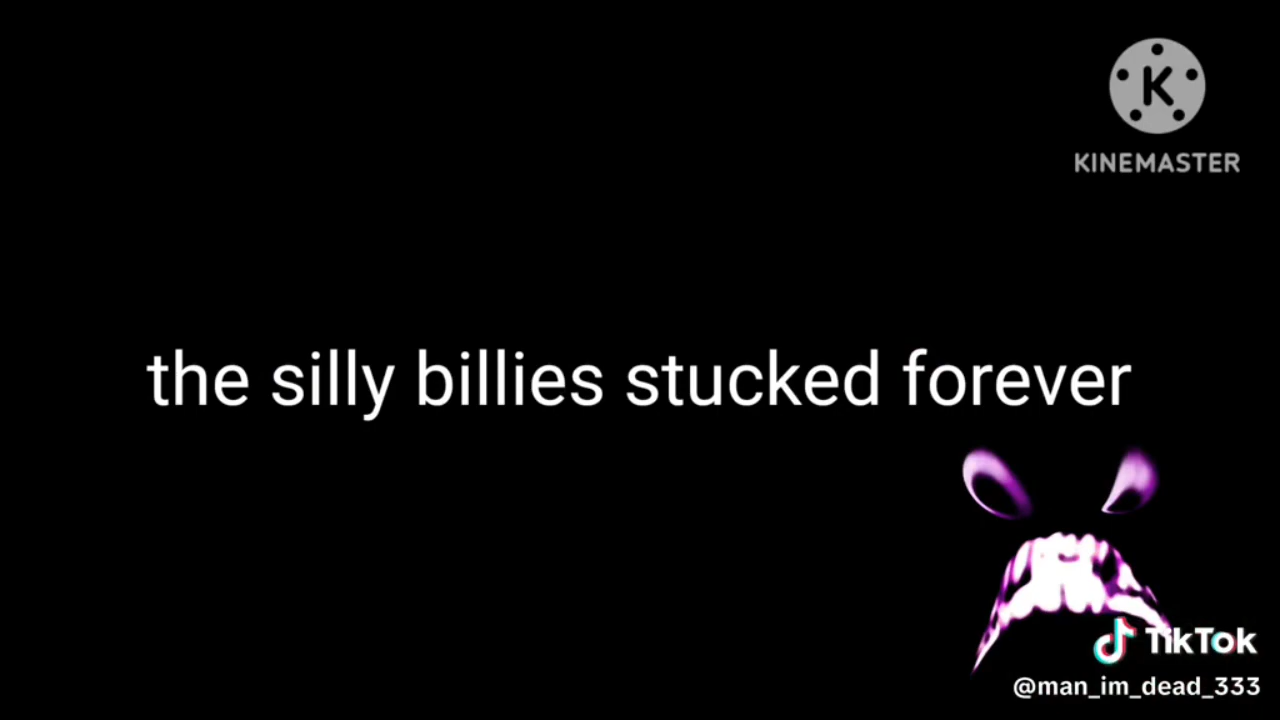 K
KINEMASTER
the silly billies stucked forever
TikTok
@man_im_dead_333